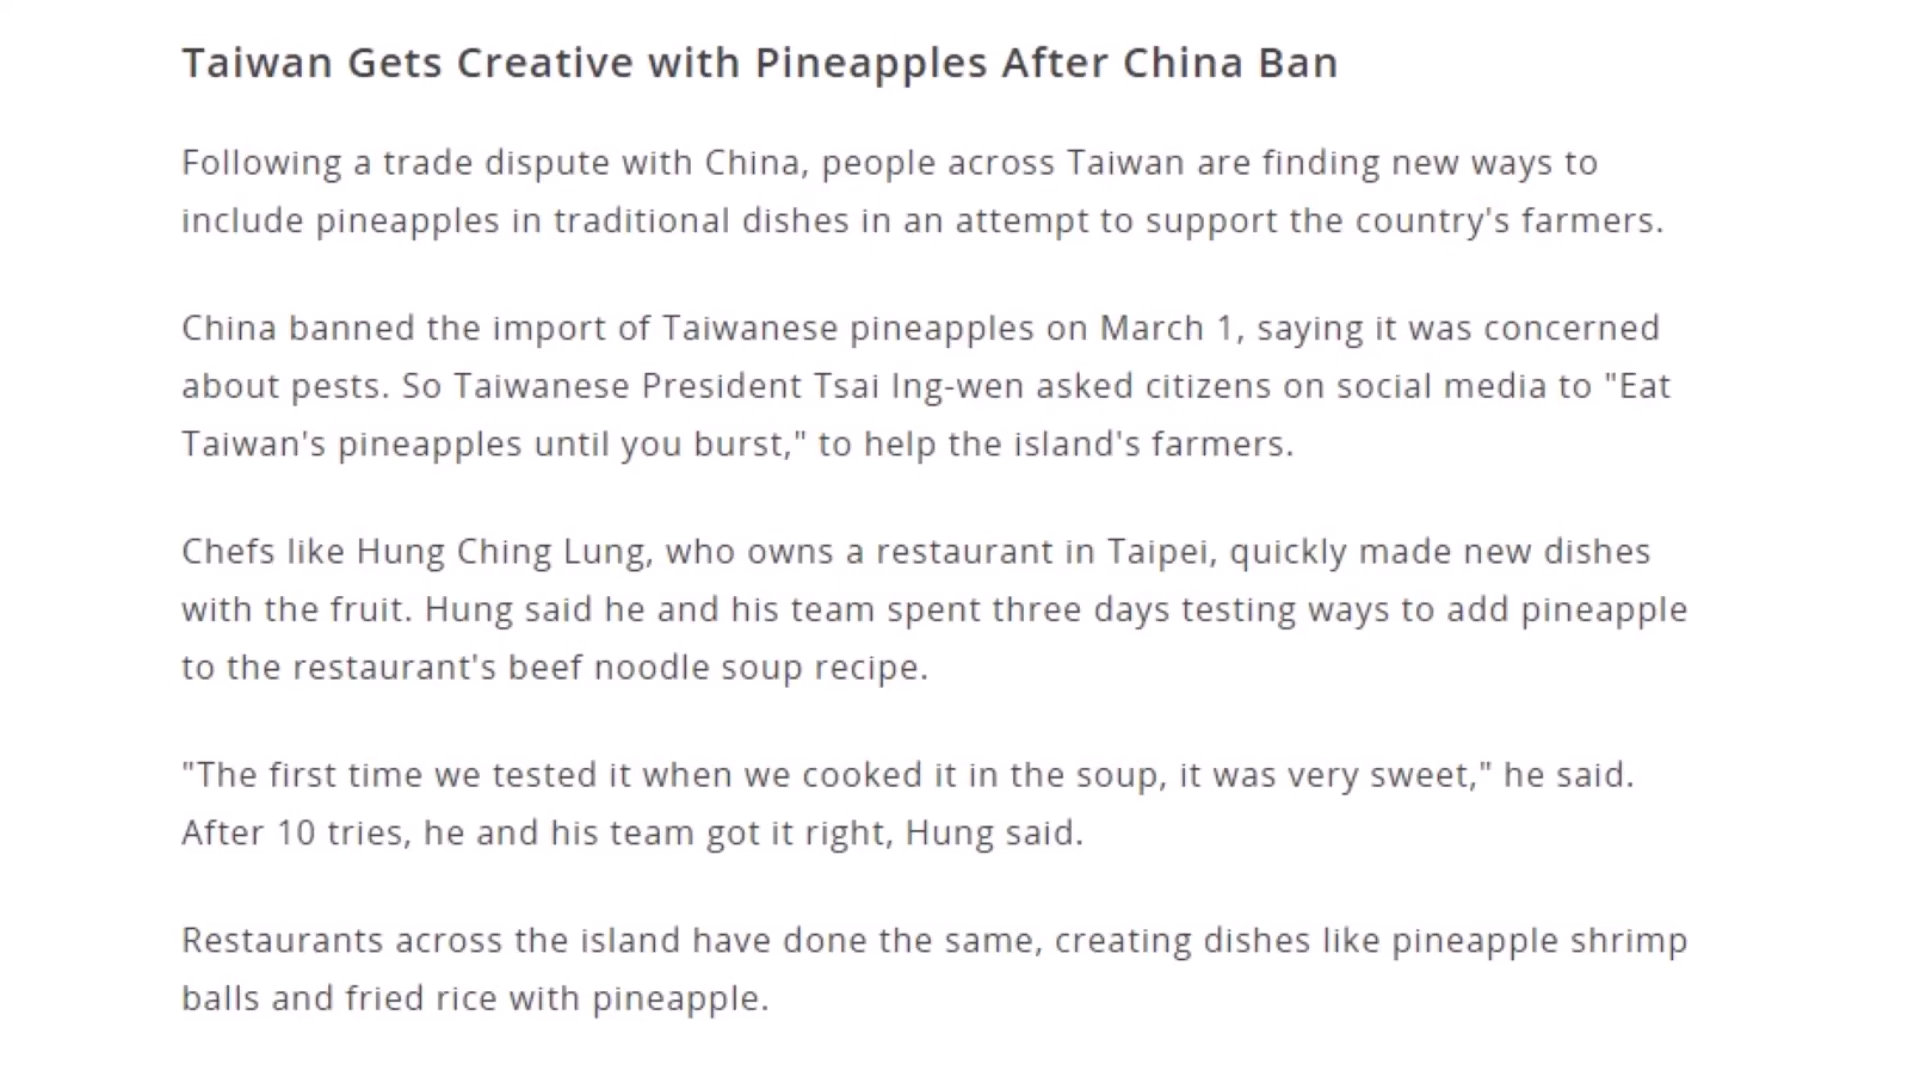 Taiwan Gets Creative with Pineapples After China Ban
Following a trade dispute with China, people across Taiwan are finding new ways to
include pineapples in traditional dishes in an attempt to support the country's farmers.
China banned the import of Taiwanese pineapples on March 1, saying it was concerned
about pests. So Taiwanese President Tsai Ing-wen asked citizens on social media to "Eat
Taiwan's pineapples until you burst," to help the island's farmers.
Chefs like Hung Ching Lung, who owns a restaurant in Taipei, quickly made new dishes
with the fruit. Hung said he and his team spent three days testing ways to add pineapple
to the restaurant's beef noodle soup recipe.
"The first time we tested it when we cooked it in the soup, it was very sweet," he said.
After 10 tries, he and his team got it right, Hung said.
Restaurants across the island have done the same, creating dishes like pineapple shrimp
balls and fried rice with pineapple.